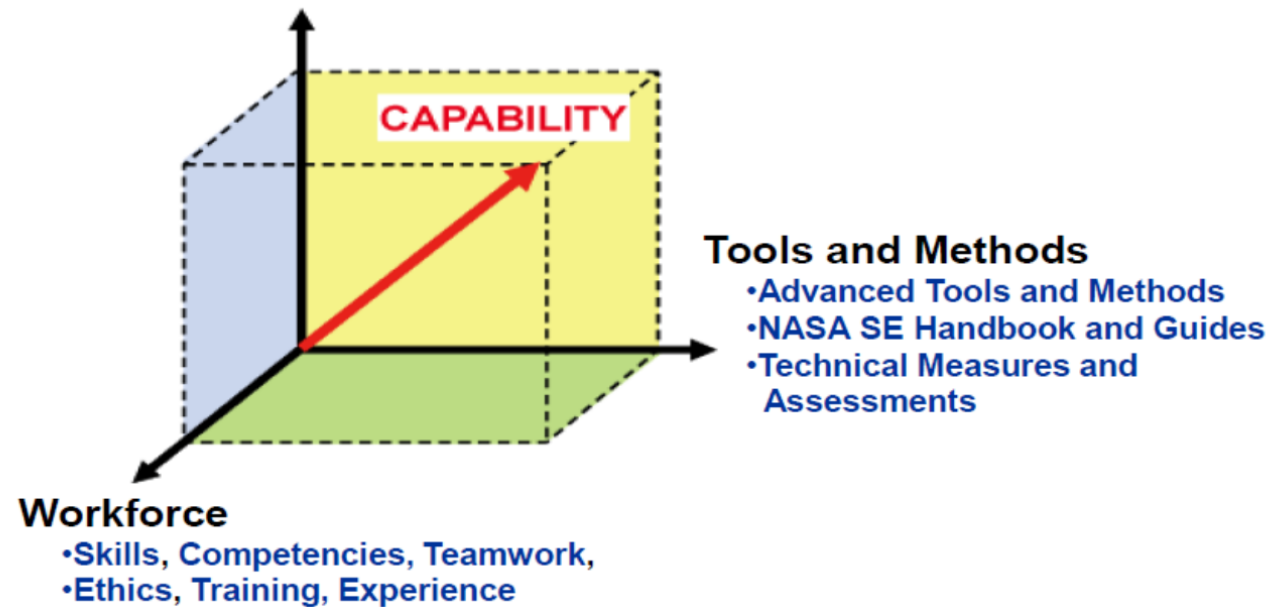 CAPABILITY
Tools and Methods
•Advanced Tools and Methods
•NASA SE Handbook and Guides
•Technical Measures and
Assessments
Workforce
•Skills, Competencies, Teamwork,
•Ethics, Training, Experience